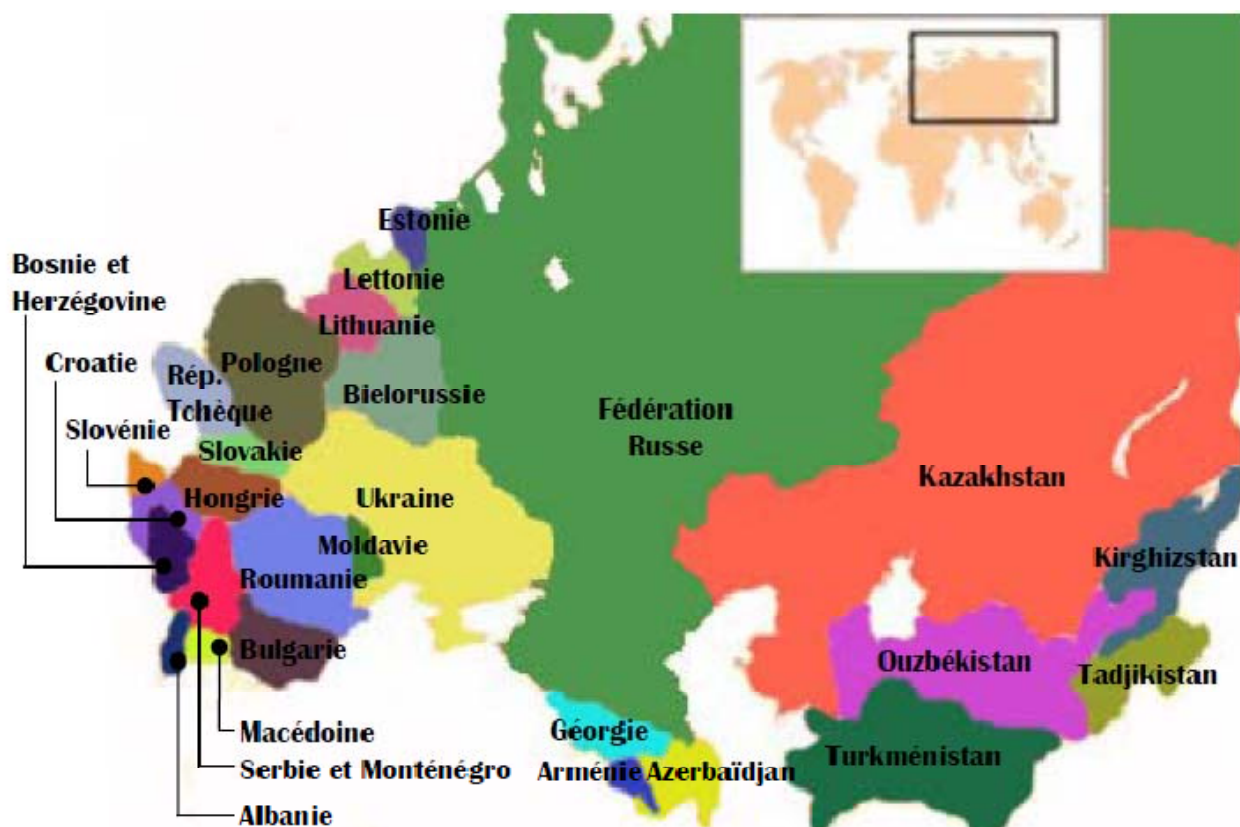 Estonie
Bosnie et
Herzégovine
Lettonie
Lithuanie
Croatie
Pologne
Rép.
Tchèque
Bielorussie
Slovénie
Fédération
Russe
Slovakie
Kazakhstan
Hongrie
Ukraine
Moldavie
Kirghizstan
Roumanie
Bulgarie
Ouzbékistan
Tadjikistan
Macédoine
Géorgie
Serbie et Monténégro
Arménie
Azerbaïdjan
Turkménistan
Albanie